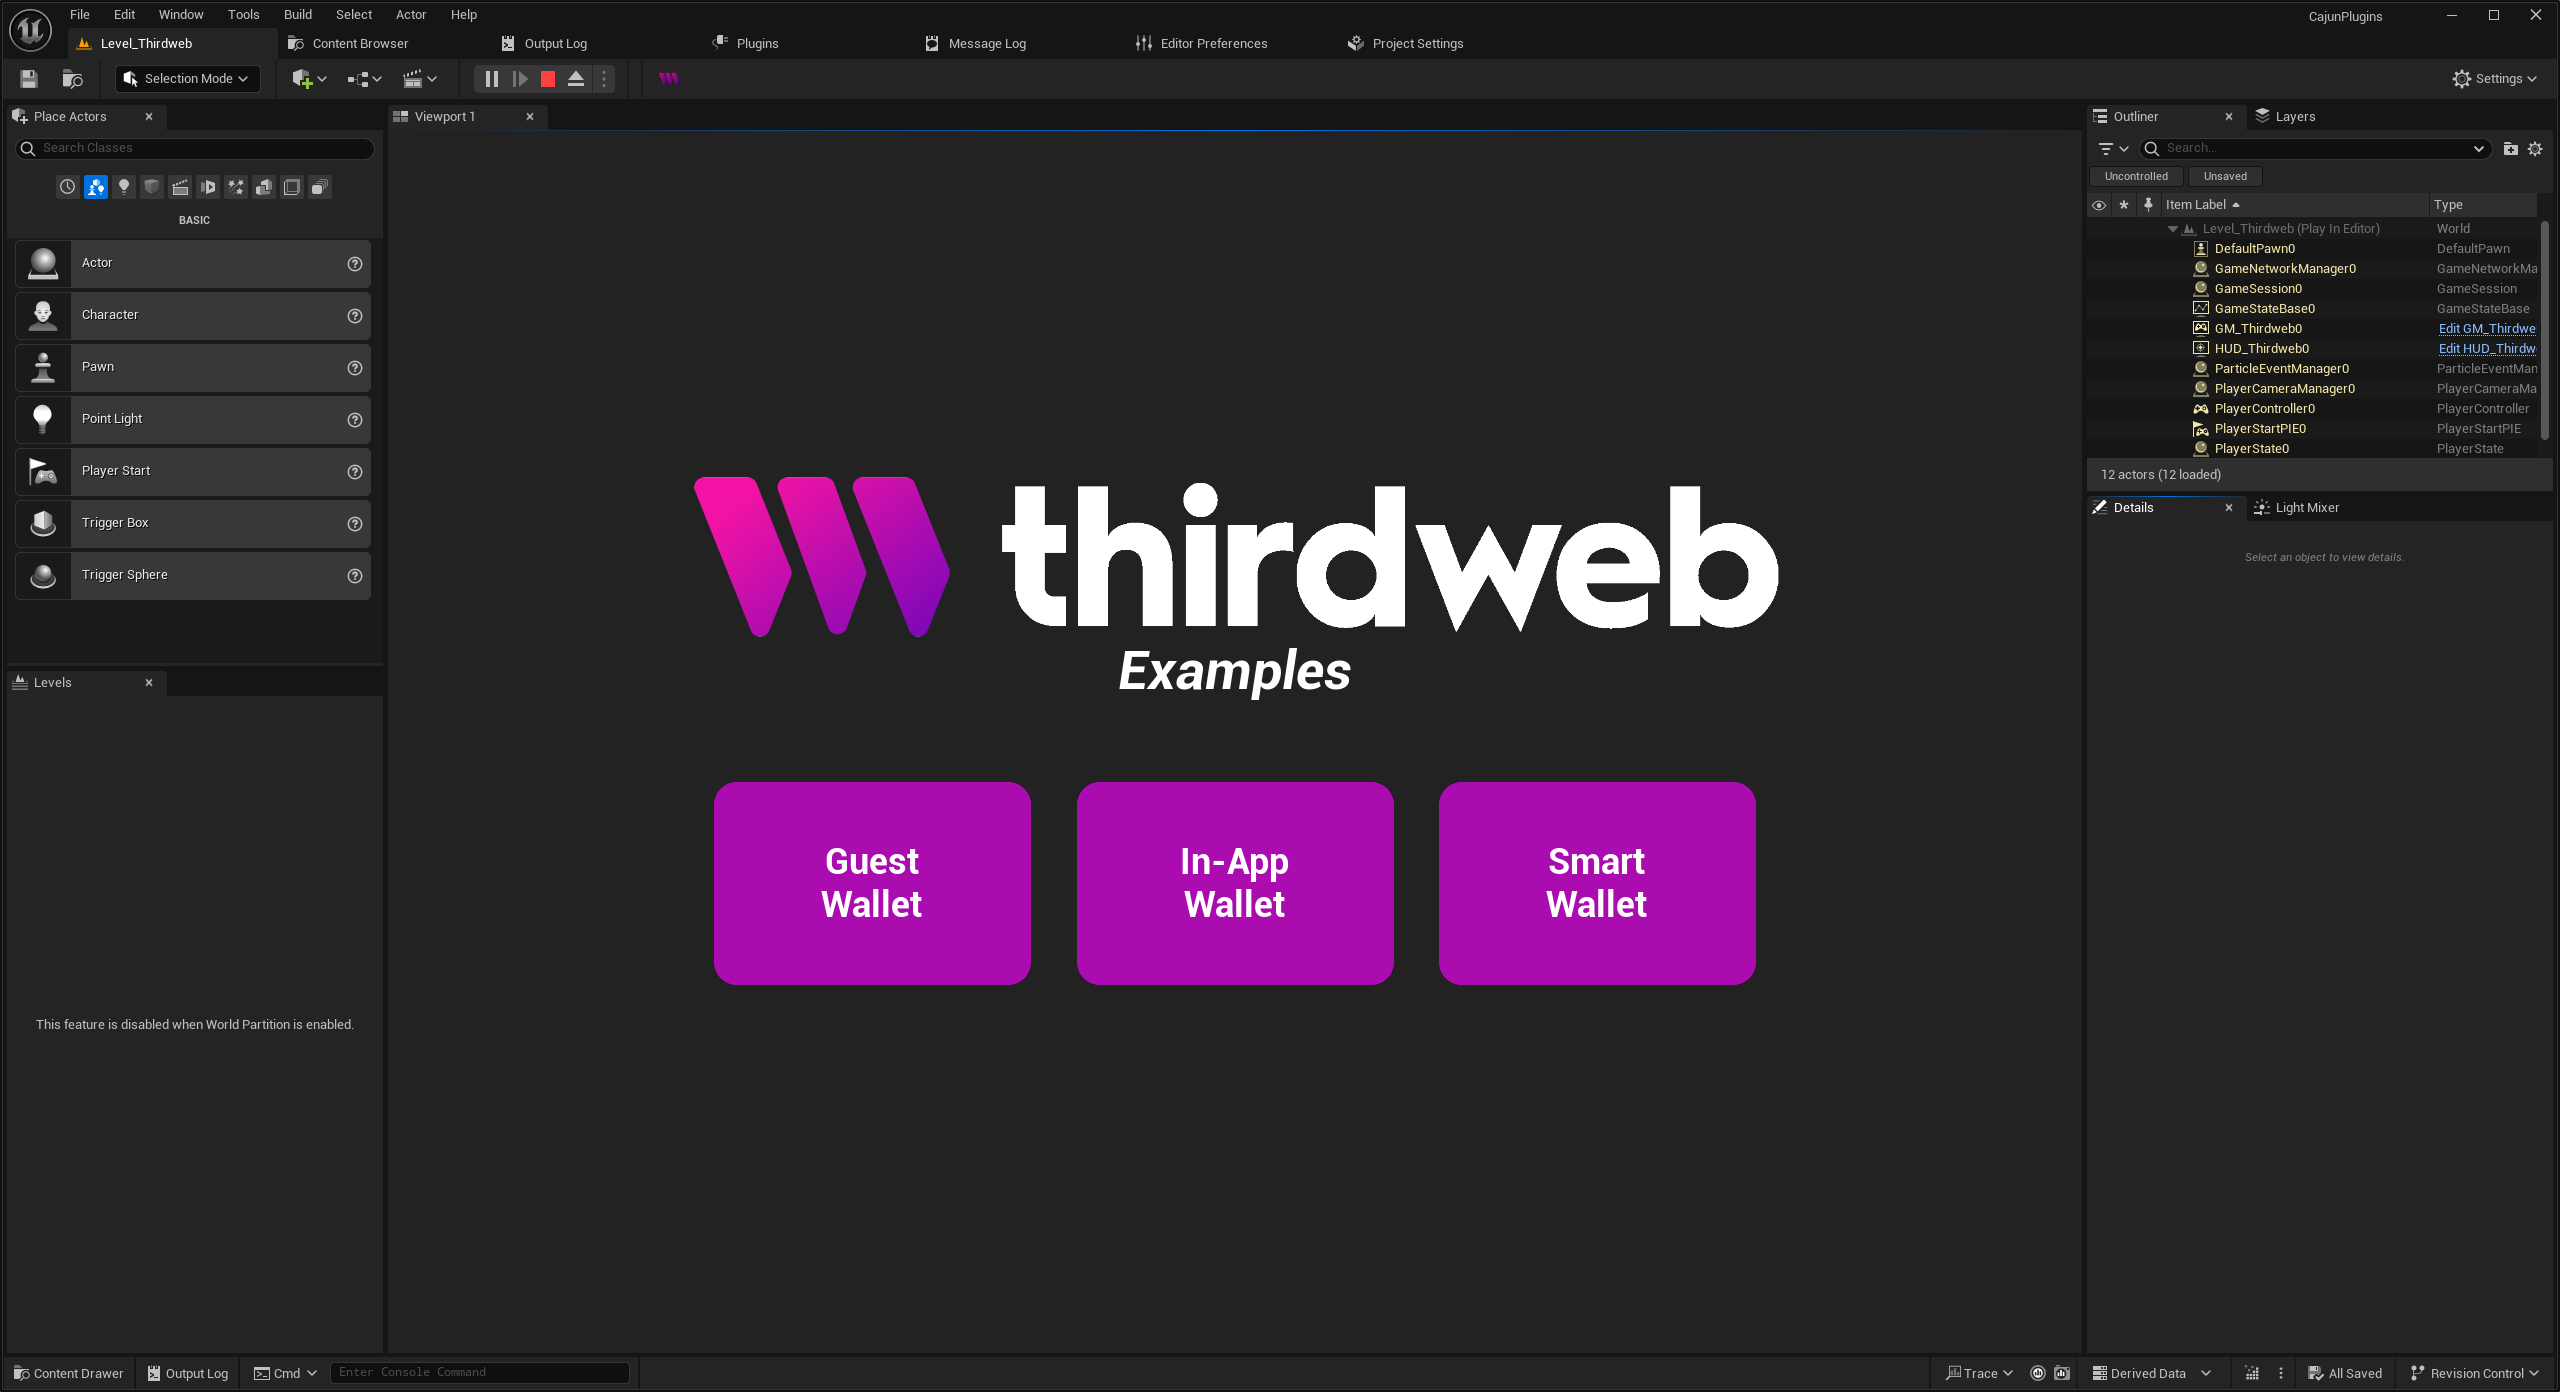 File Edit Window Tools Build Select Actor Help
CajunPlugins
Level_Thirdweb Content Browser Output Log Plugins Message Log Editor Preferences Project Settings
Selection Mode
Settings
Place Actors
Search Classes
BASIC
Actor
Character
Pawn
Point Light
Player Start
Trigger Box
Trigger Sphere
Levels
This feature is disabled when World Partition is enabled.
Viewport 1
thirdweb
Examples
Guest
Wallet
In-App
Wallet
Smart
Wallet
Outliner Layers
Search...
Uncontrolled Unsaved
Item Label Type
Level_Thirdweb (Play In Editor) World
DefaultPawn0 DefaultPawn
GameNetworkManager0 GameNetworkMa
GameSession0 GameSession
GameStateBase0 GameStateBase
GM_Thirdweb0 Edit GM_Thirdwe
HUD_Thirdweb0 Edit HUD_Thirdw
ParticleEventManager0 ParticleEventMan
PlayerCameraManager0 PlayerCameraMa
PlayerController0 PlayerController
PlayerStartPIE0 PlayerStartPIE
PlayerState0 PlayerState
12 actors (12 loaded)
Details Light Mixer
Select an object to view details.
Content Drawer Output Log Cmd Enter Console Command
Trace Derived Data All Saved Revision Control